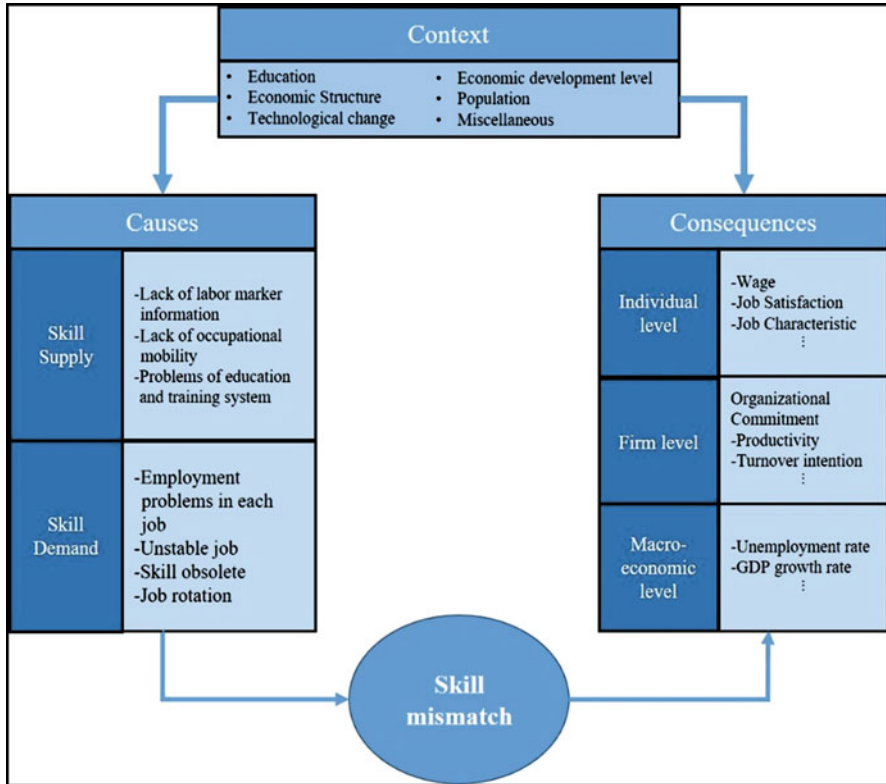 Context
• Education
• Economic Structure
• Technological change
• Economic development level
• Population
• Miscellaneous
Causes
Skill
Supply
-Lack of labor marker
information
-Lack of occupational
mobility
-Problems of education
and training system
Skill
Demand
-Employment
problems in each
job
-Unstable job
-Skill obsolete
-Job rotation
Consequences
Individual
level
-Wage
-Job Satisfaction
-Job Characteristic
⋮
Firm level
Organizational
Commitment
-Productivity
-Turnover intention
⋮
Macro-
economic
level
-Unemployment rate
-GDP growth rate
⋮
Skill
mismatch